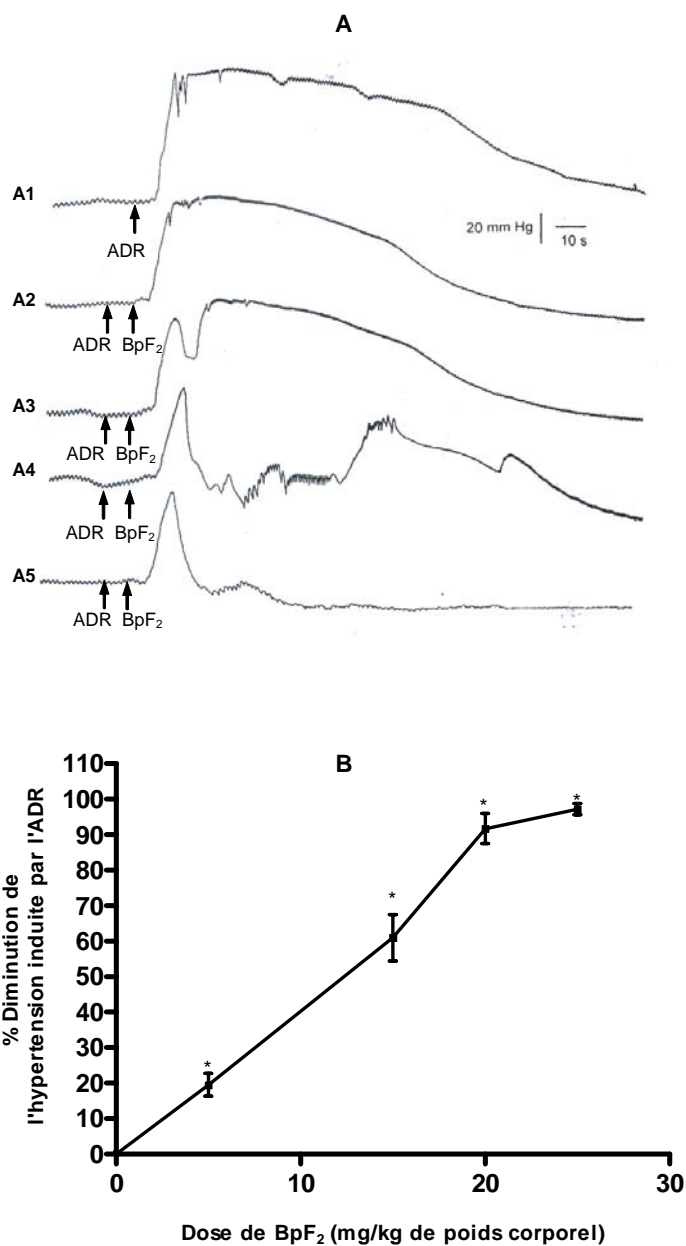 A
A1
ADR
20 mm Hg
10 s
A2
ADR BpF₂
A3
ADR BpF₂
A4
ADR BpF₂
A5
ADR BpF₂
B
% Diminution de
l'hypertension induite par l'ADR
110
100
90
80
70
60
50
40
30
20
10
0
* * * *
0 10 20 30
Dose de BpF₂ (mg/kg de poids corporel)